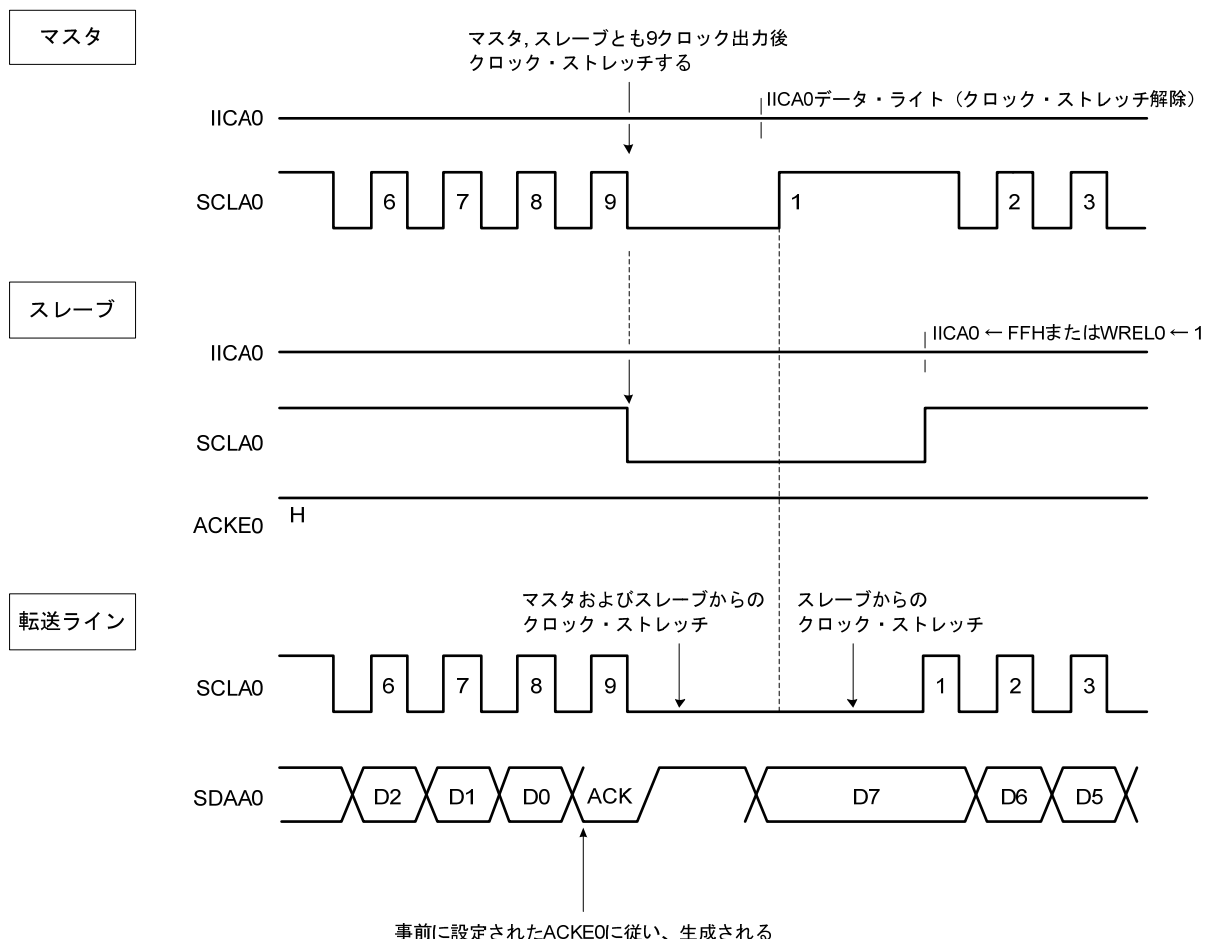 マスタ
マスタ, スレーブとも9クロック出力後
クロック・ストレッチする
IICA0データ・ライト（クロック・ストレッチ解除）
IICA0
SCLA0
6 7 8 9 1 2 3
スレーブ
IICA0 ← FFHまたはWREL0 ← 1
IICA0
SCLA0
H
ACKE0
転送ライン
マスタおよびスレーブからの
クロック・ストレッチ
スレーブからの
クロック・ストレッチ
SCLA0
6 7 8 9 1 2 3
SDAA0
D2 D1 D0 ACK D7 D6 D5
事前に設定されたACKE0に従い、生成される